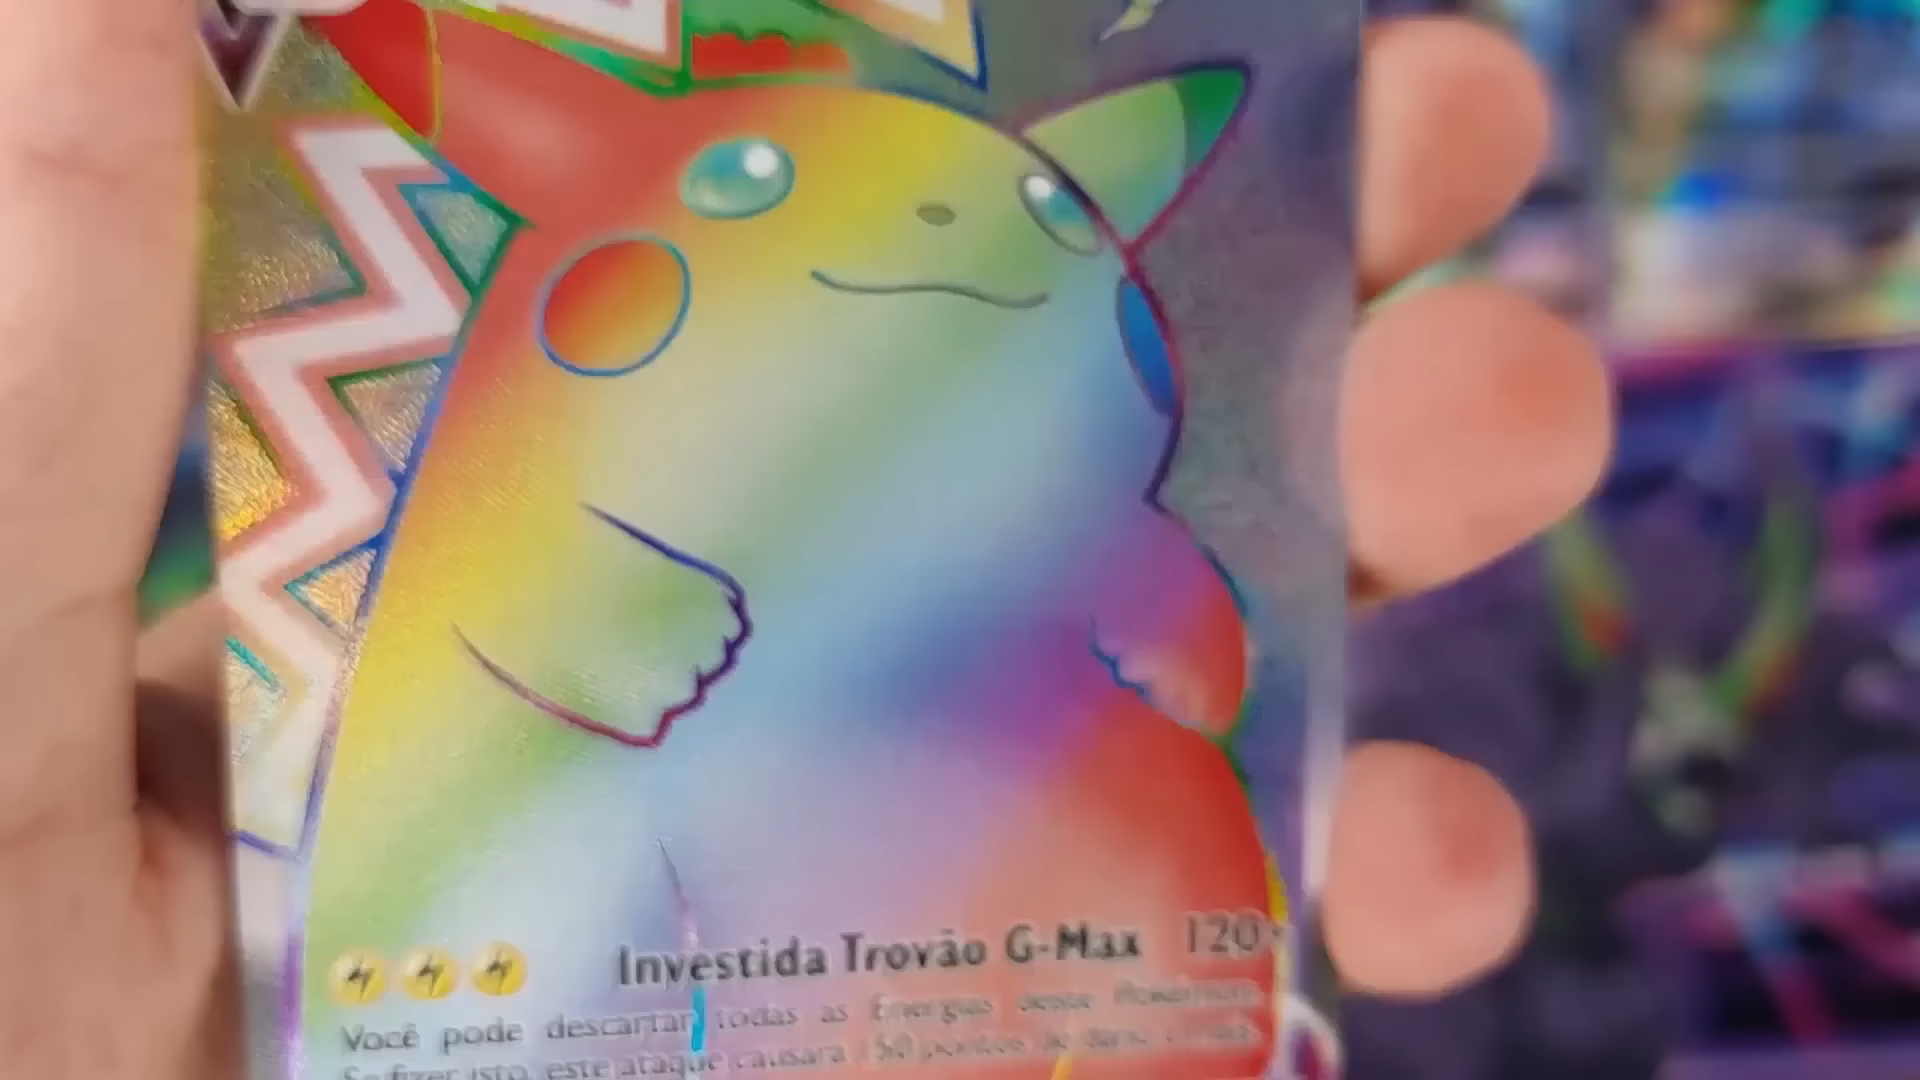 Investida Trovão G-Max 120+
Você pode descartar todas as Energias deste Pokémon.
Se fizer isto, este ataque causará 150 pontos de dano a mais.